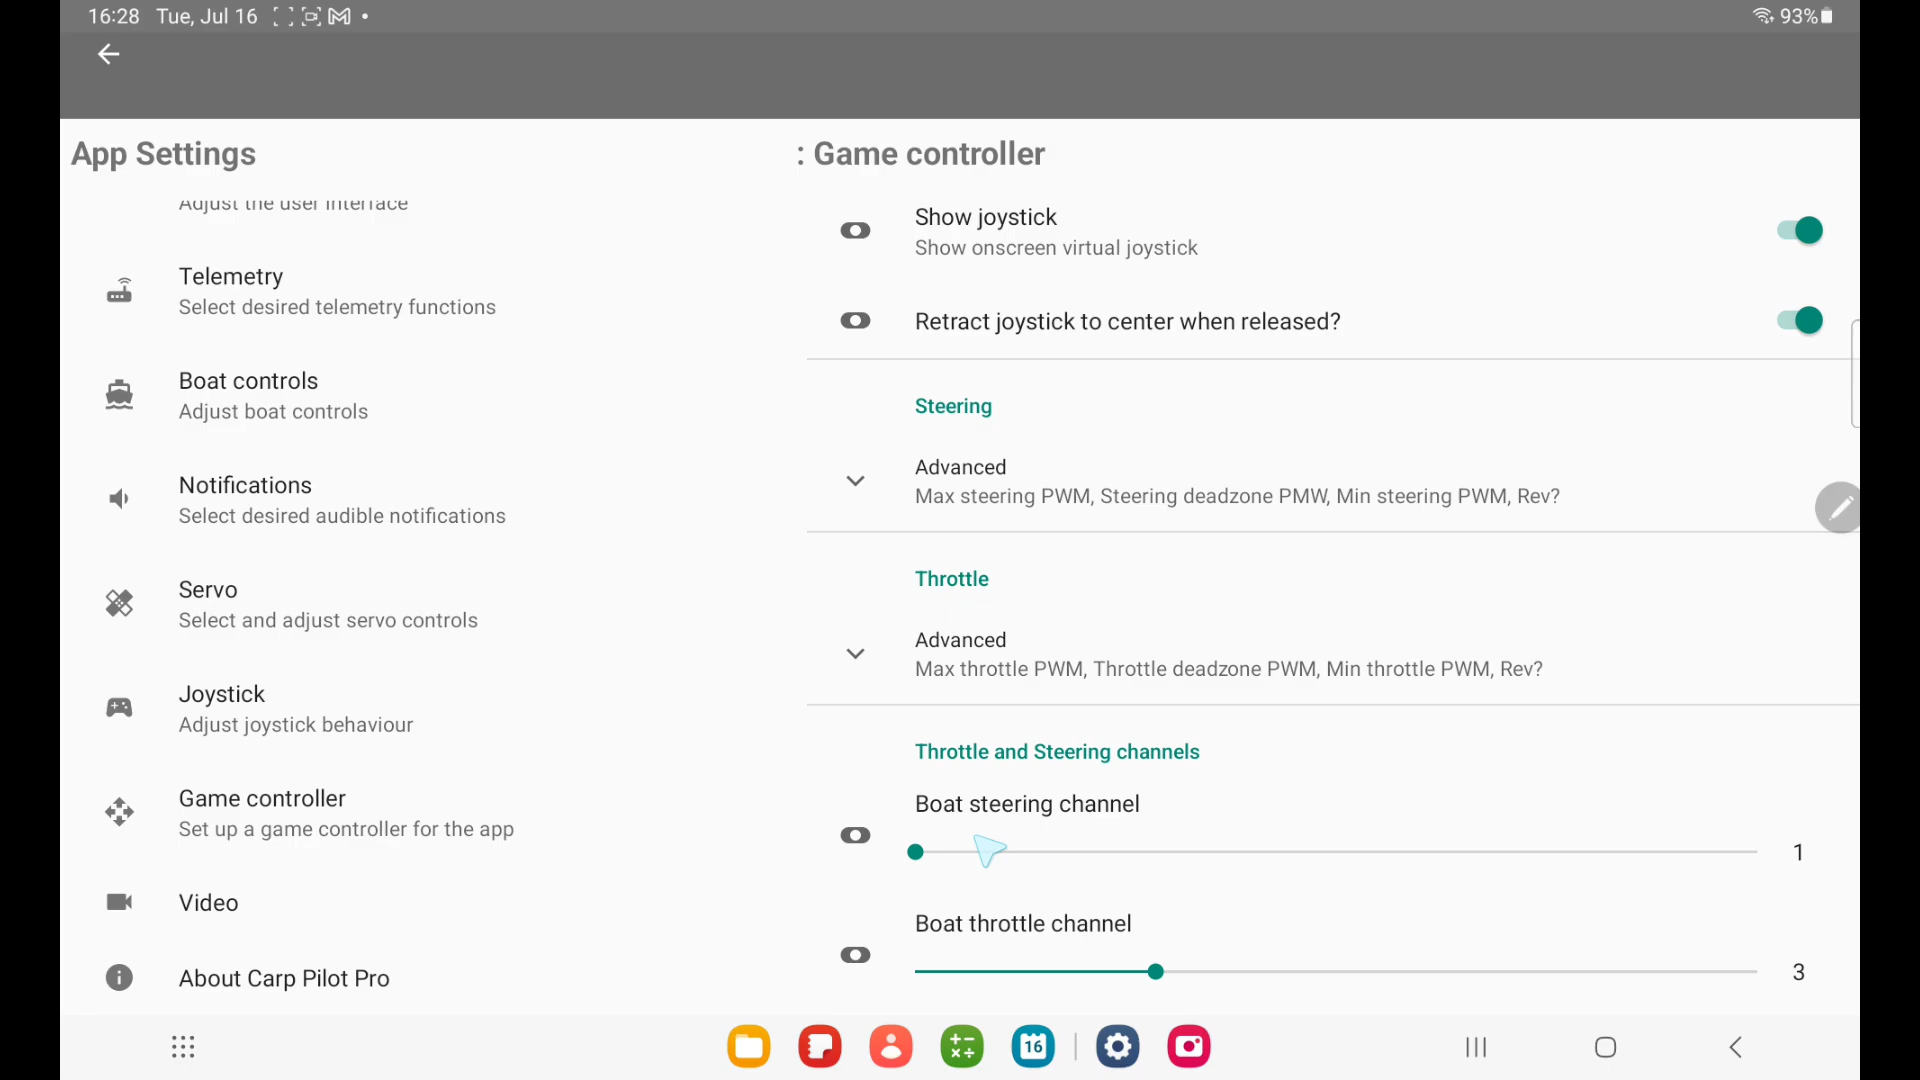 16:28 Tue, Jul 16
93%
App Settings
Adjust the user interface
Telemetry
Select desired telemetry functions
Boat controls
Adjust boat controls
Notifications
Select desired audible notifications
Servo
Select and adjust servo controls
Joystick
Adjust joystick behaviour
Game controller
Set up a game controller for the app
Video
About Carp Pilot Pro
: Game controller
Show joystick
Show onscreen virtual joystick
Retract joystick to center when released?
Steering
Advanced
Max steering PWM, Steering deadzone PMW, Min steering PWM, Rev?
Throttle
Advanced
Max throttle PWM, Throttle deadzone PWM, Min throttle PWM, Rev?
Throttle and Steering channels
Boat steering channel
1
Boat throttle channel
3
16